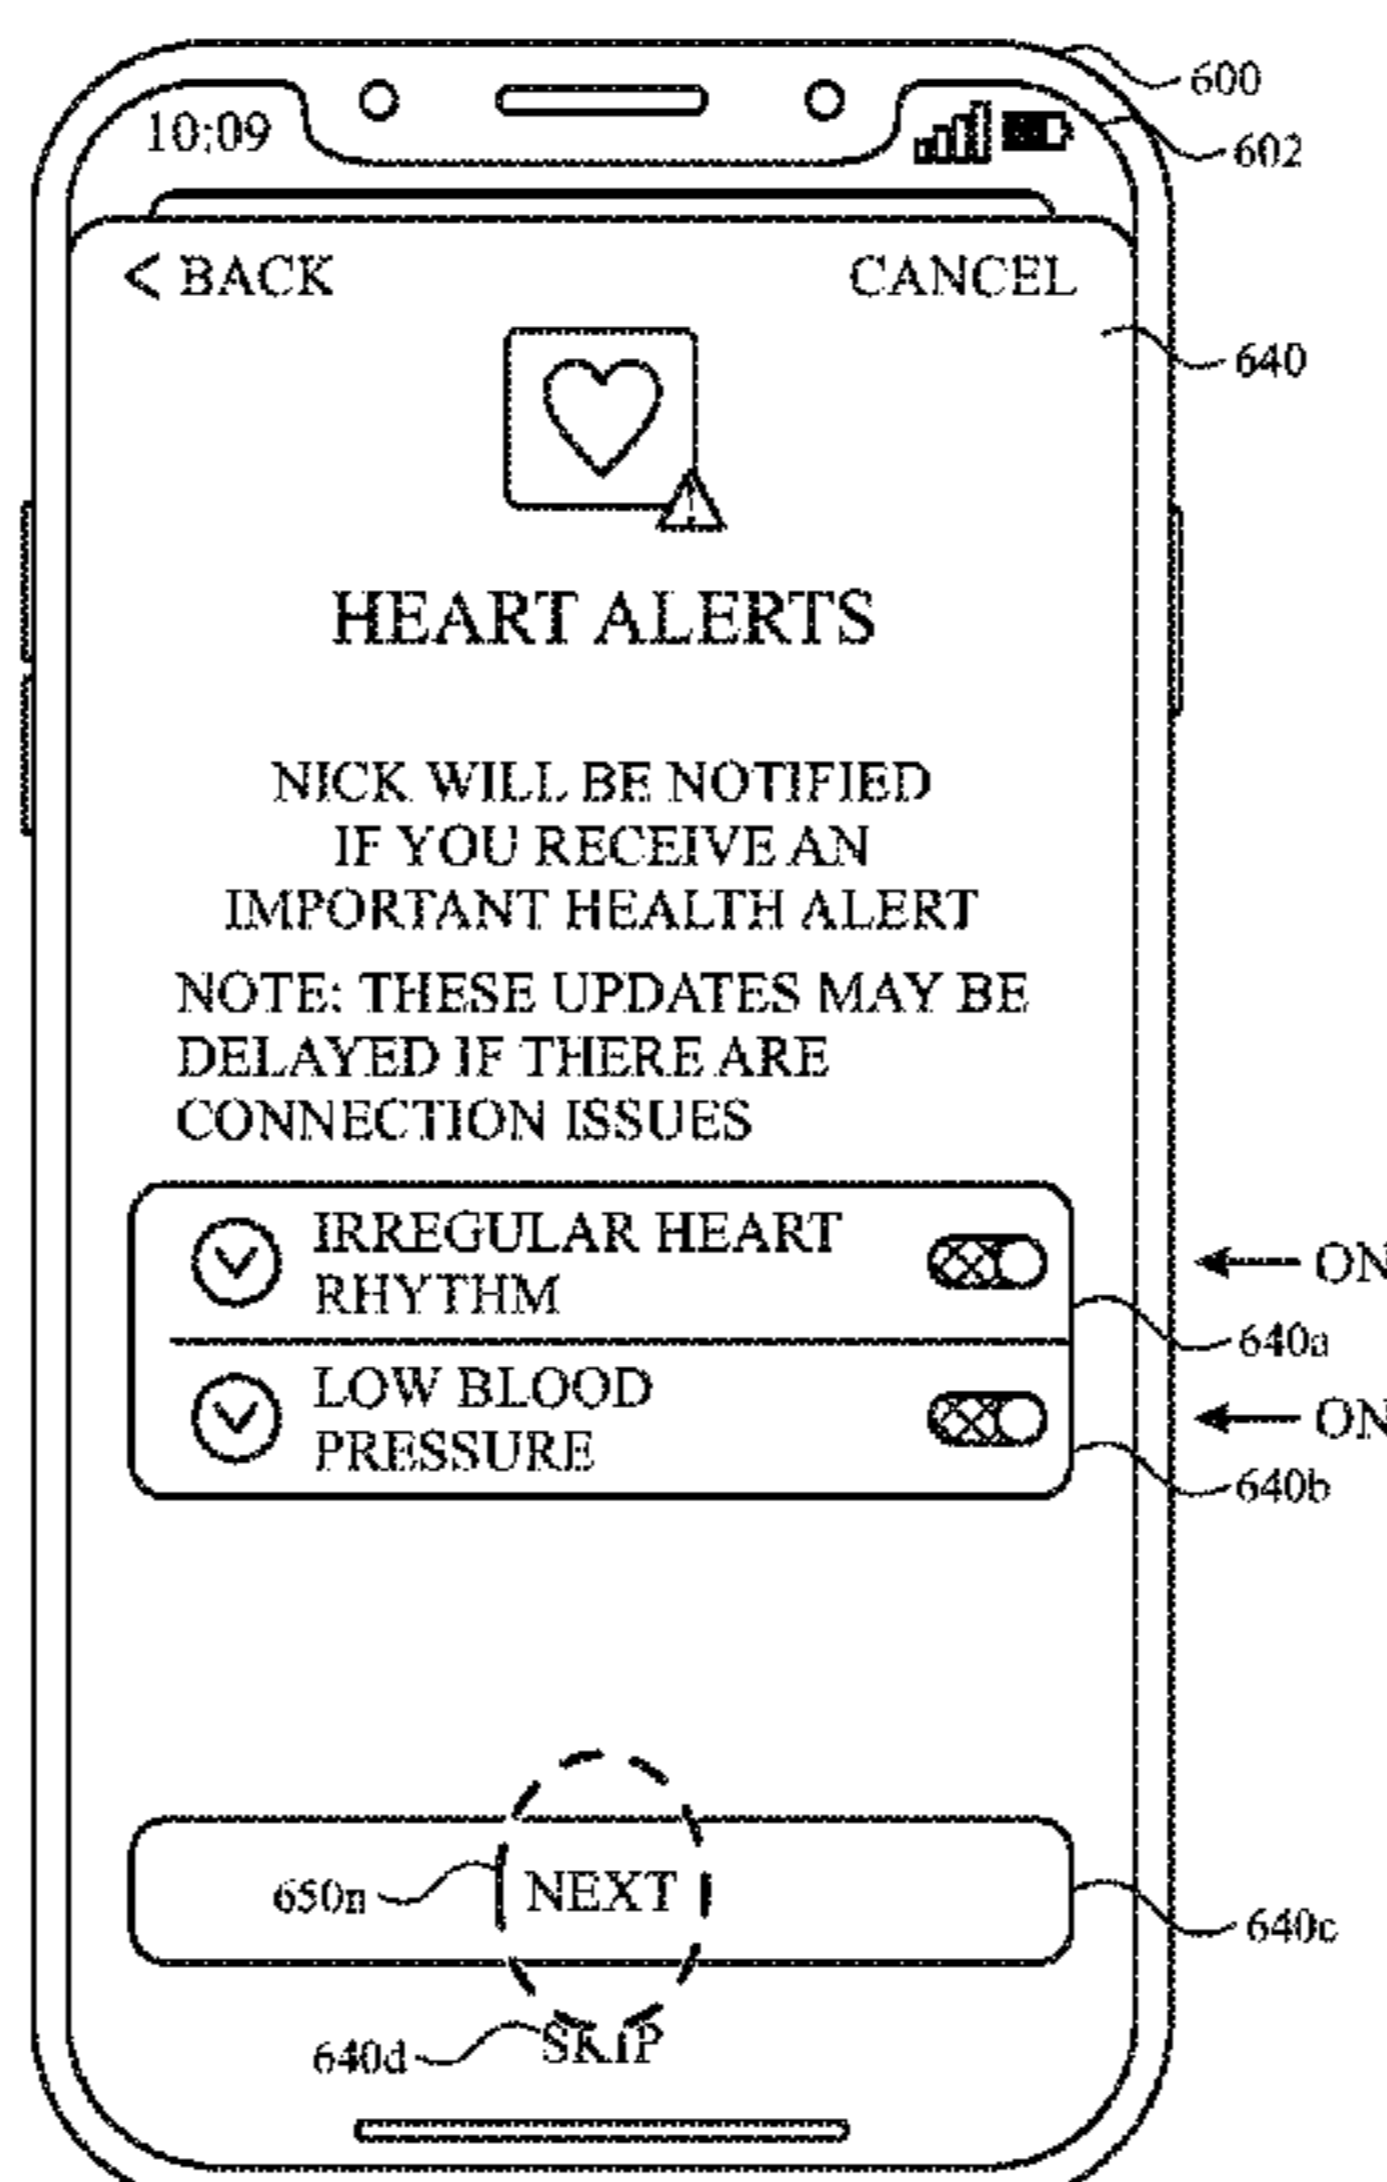 600
10:09
602
< BACK CANCEL
640
HEART ALERTS
NICK WILL BE NOTIFIED
IF YOU RECEIVE AN
IMPORTANT HEALTH ALERT
NOTE: THESE UPDATES MAY BE
DELAYED IF THERE ARE
CONNECTION ISSUES
IRREGULAR HEART
RHYTHM
ON
640a
LOW BLOOD
PRESSURE
ON
640b
650n NEXT
640c
640d SKIP